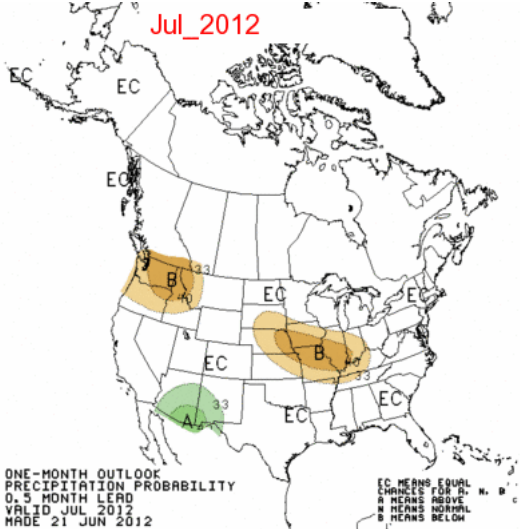 Jul_2012
EC
EC
EC
33
B
40
EC
EC
B
40
33
EC
33
A
EC
EC
ONE-MONTH OUTLOOK
PRECIPITATION PROBABILITY
0.5 MONTH LEAD
VALID JUL 2012
MADE 21 JUN 2012
EC MEANS EQUAL
CHANCES FOR A, N, B
A MEANS ABOVE
N MEANS NORMAL
B MEANS BELOW